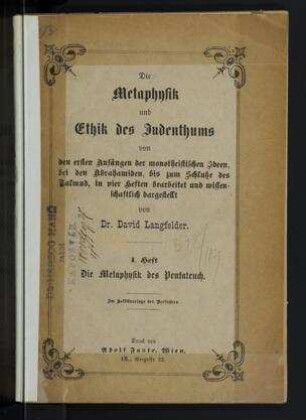 Die
Metaphysik
und
Ethik des Judenthums
von
den ersten Anfängen der monotheistischen Ideen,
bei den Abrahamiden, bis zum Schluße des
Talmud, in vier Heften bearbeitet und wissen-
schaftlich dargestellt
von
Dr. David Langfelder.
I. Heft
Die Metaphysik des Pentateuch.
Im Selbstverlage des Verfassers.
Druck von
Adolf Fanto, Wien,